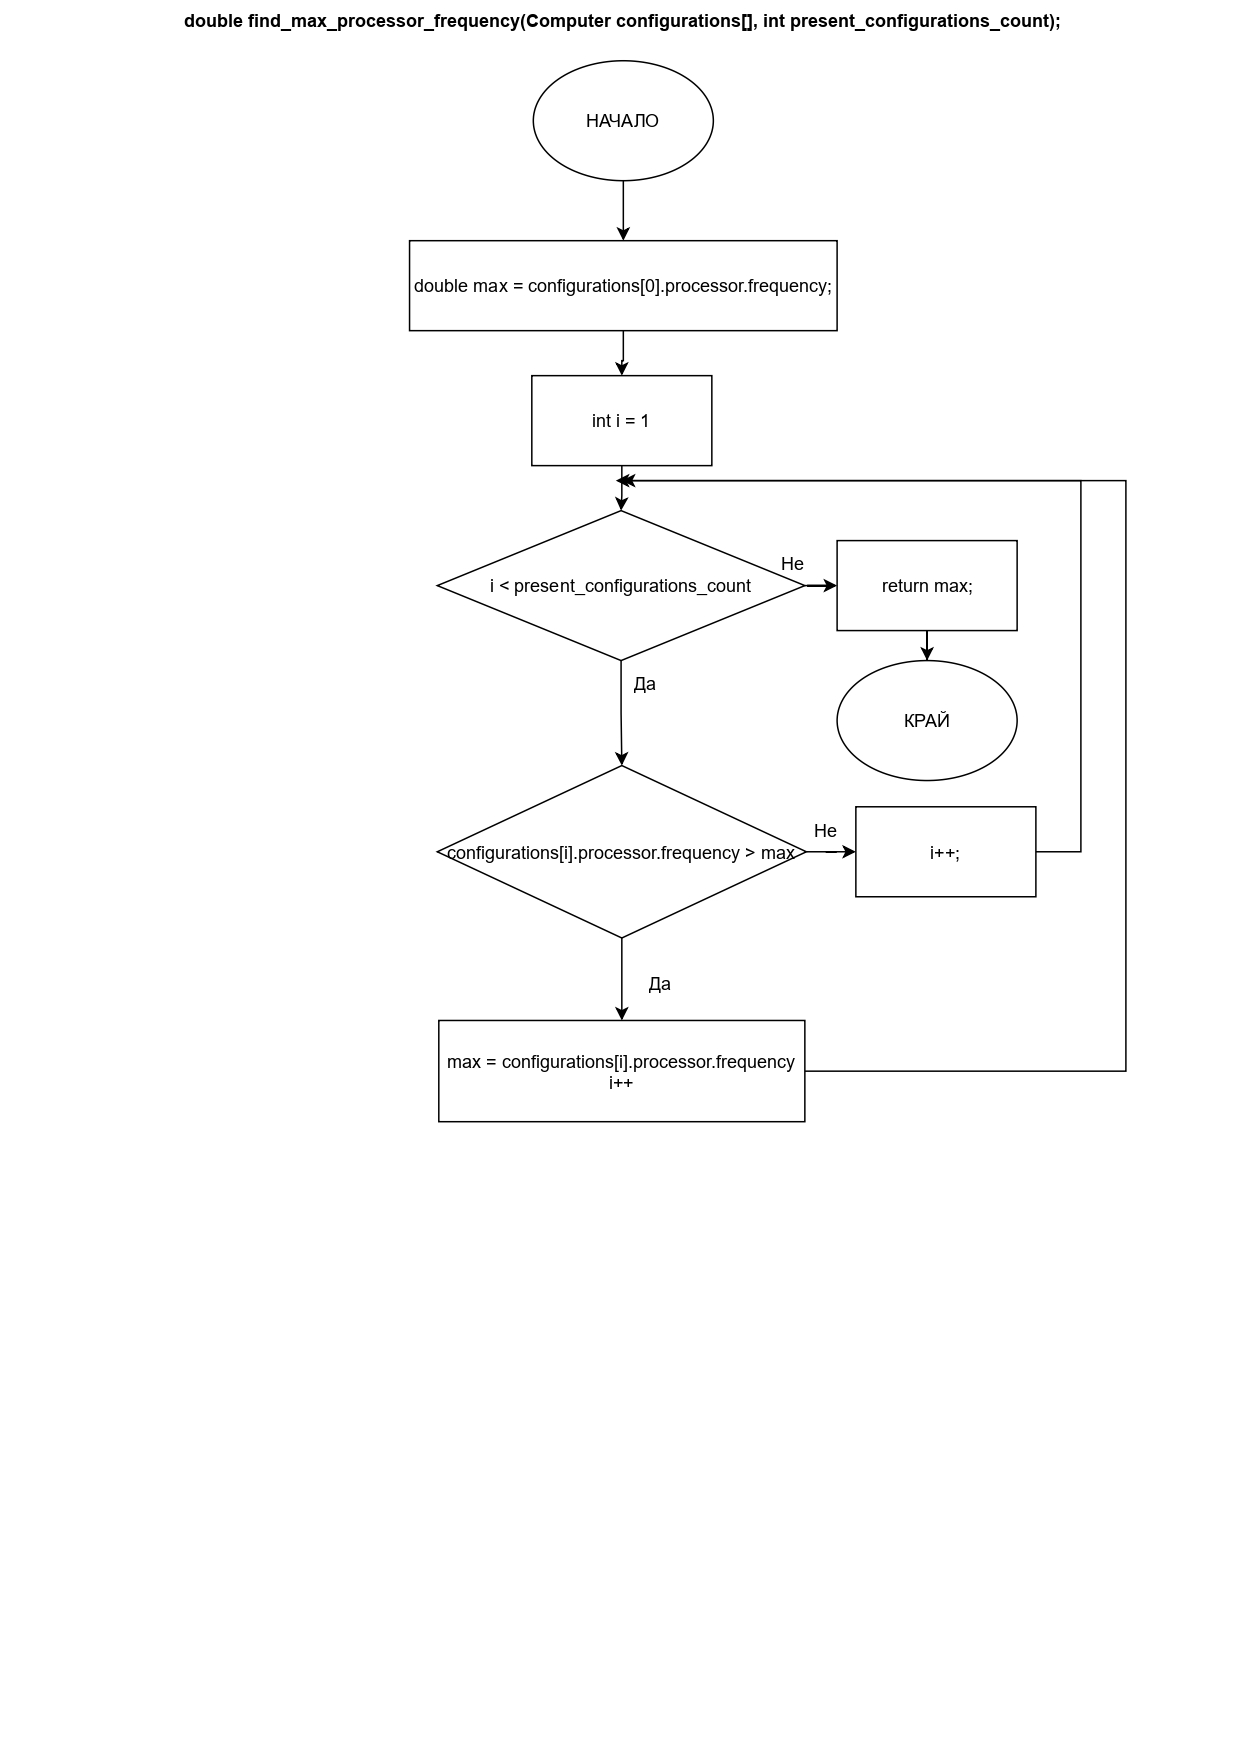 double find_max_processor_frequency(Computer configurations[], int present_configurations_count);
НАЧАЛО
double max = configurations[0].processor.frequency;
int i = 1
i < present_configurations_count
Не
return max;
Да
КРАЙ
configurations[i].processor.frequency > max
Не
i++;
Да
max = configurations[i].processor.frequency
i++